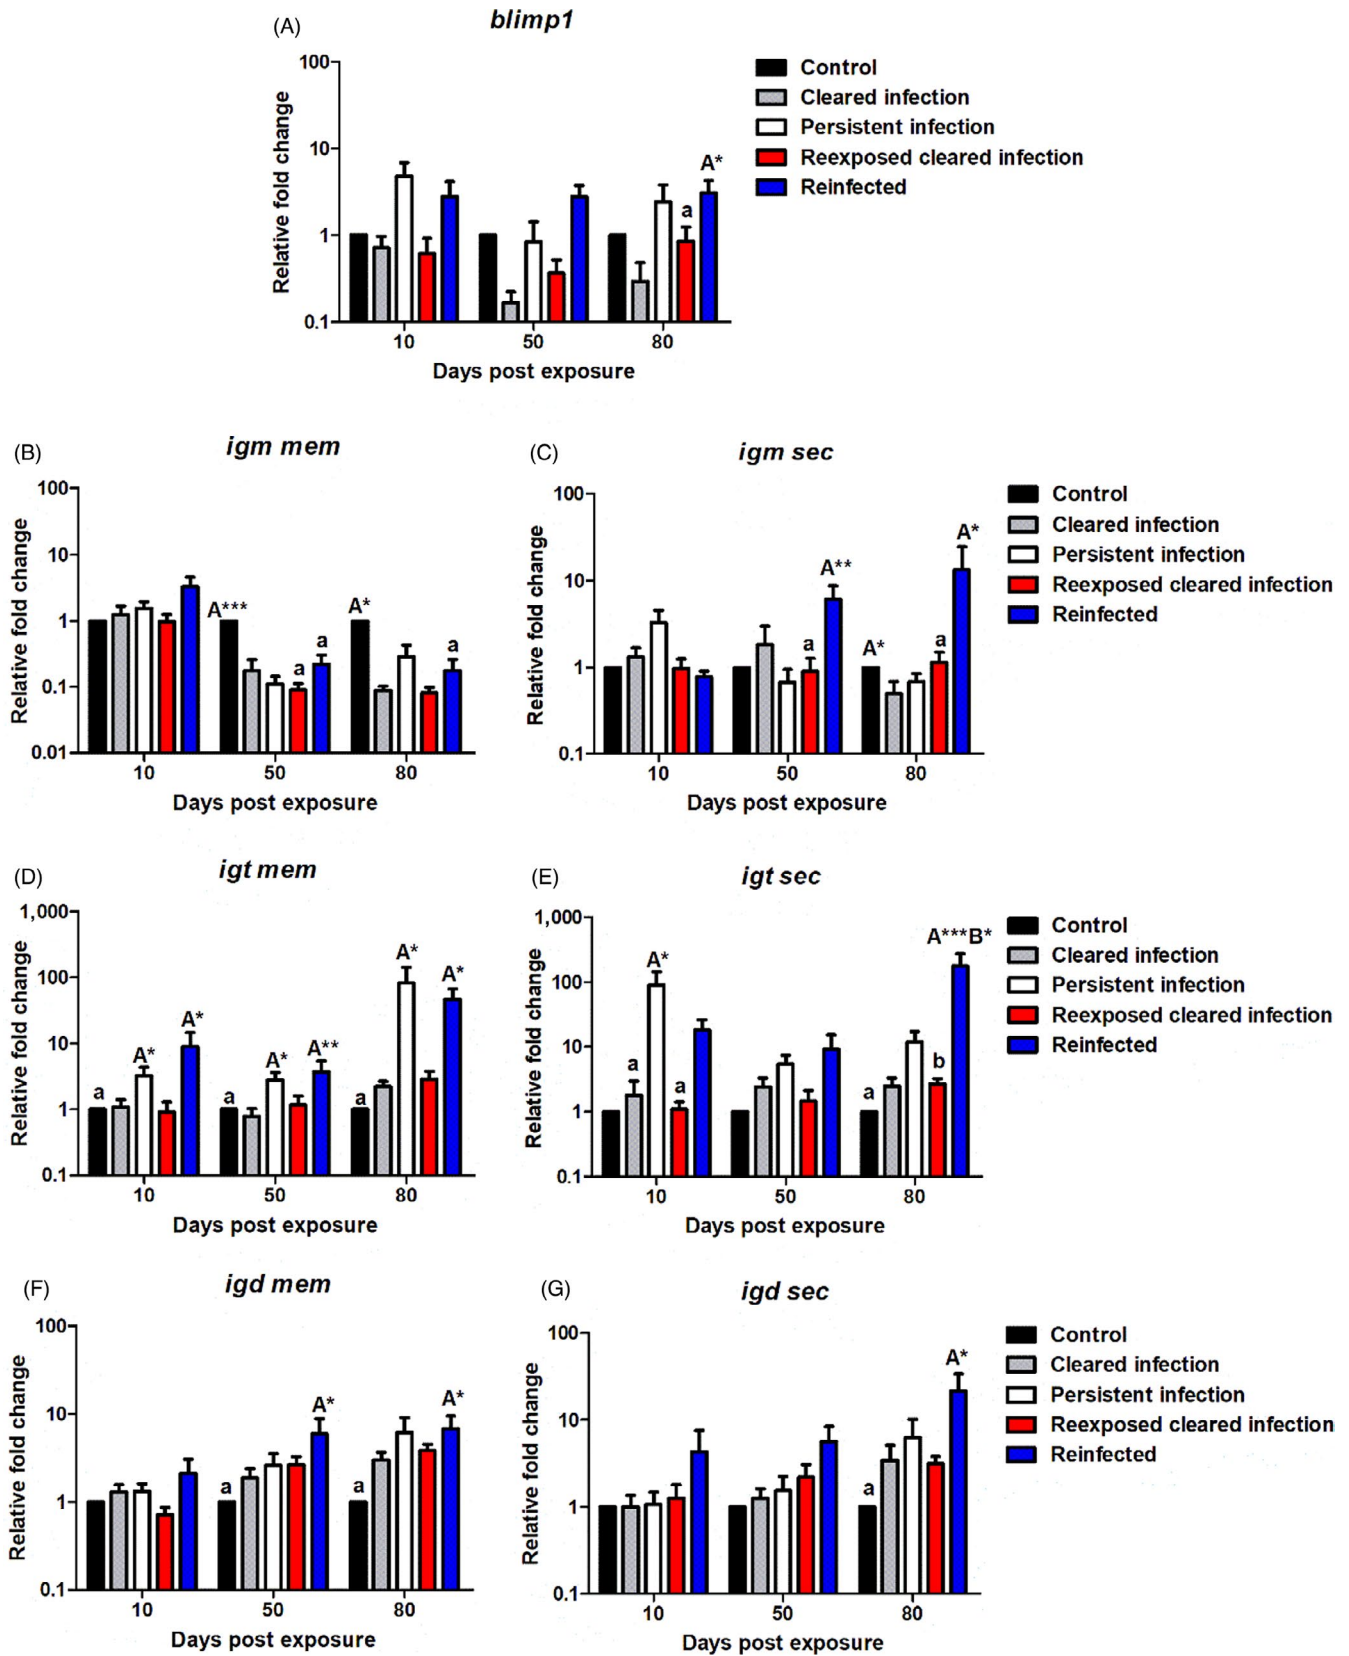 (A)
blimp1
100
10
1
0.1
Relative fold change
A*
a
10 50 80
Days post exposure
Control
Cleared infection
Persistent infection
Reexposed cleared infection
Reinfected
(B)
igm mem
100
10
1
0.1
0.01
Relative fold change
A***
a
a
A*
a
10 50 80
Days post exposure
(C)
igm sec
100
10
1
0.1
Relative fold change
a
A**
A*
a
A*
10 50 80
Days post exposure
Control
Cleared infection
Persistent infection
Reexposed cleared infection
Reinfected
(D)
igt mem
1,000
100
10
1
0.1
Relative fold change
a
A*
A*
a
A*
A**
a
A*
A*
10 50 80
Days post exposure
(E)
igt sec
1,000
100
10
1
0.1
Relative fold change
a
A*
a
a
b
A***B*
10 50 80
Days post exposure
Control
Cleared infection
Persistent infection
Reexposed cleared infection
Reinfected
(F)
igd mem
100
10
1
0.1
Relative fold change
a
A*
a
A*
10 50 80
Days post exposure
(G)
igd sec
100
10
1
0.1
Relative fold change
a
A*
10 50 80
Days post exposure
Control
Cleared infection
Persistent infection
Reexposed cleared infection
Reinfected